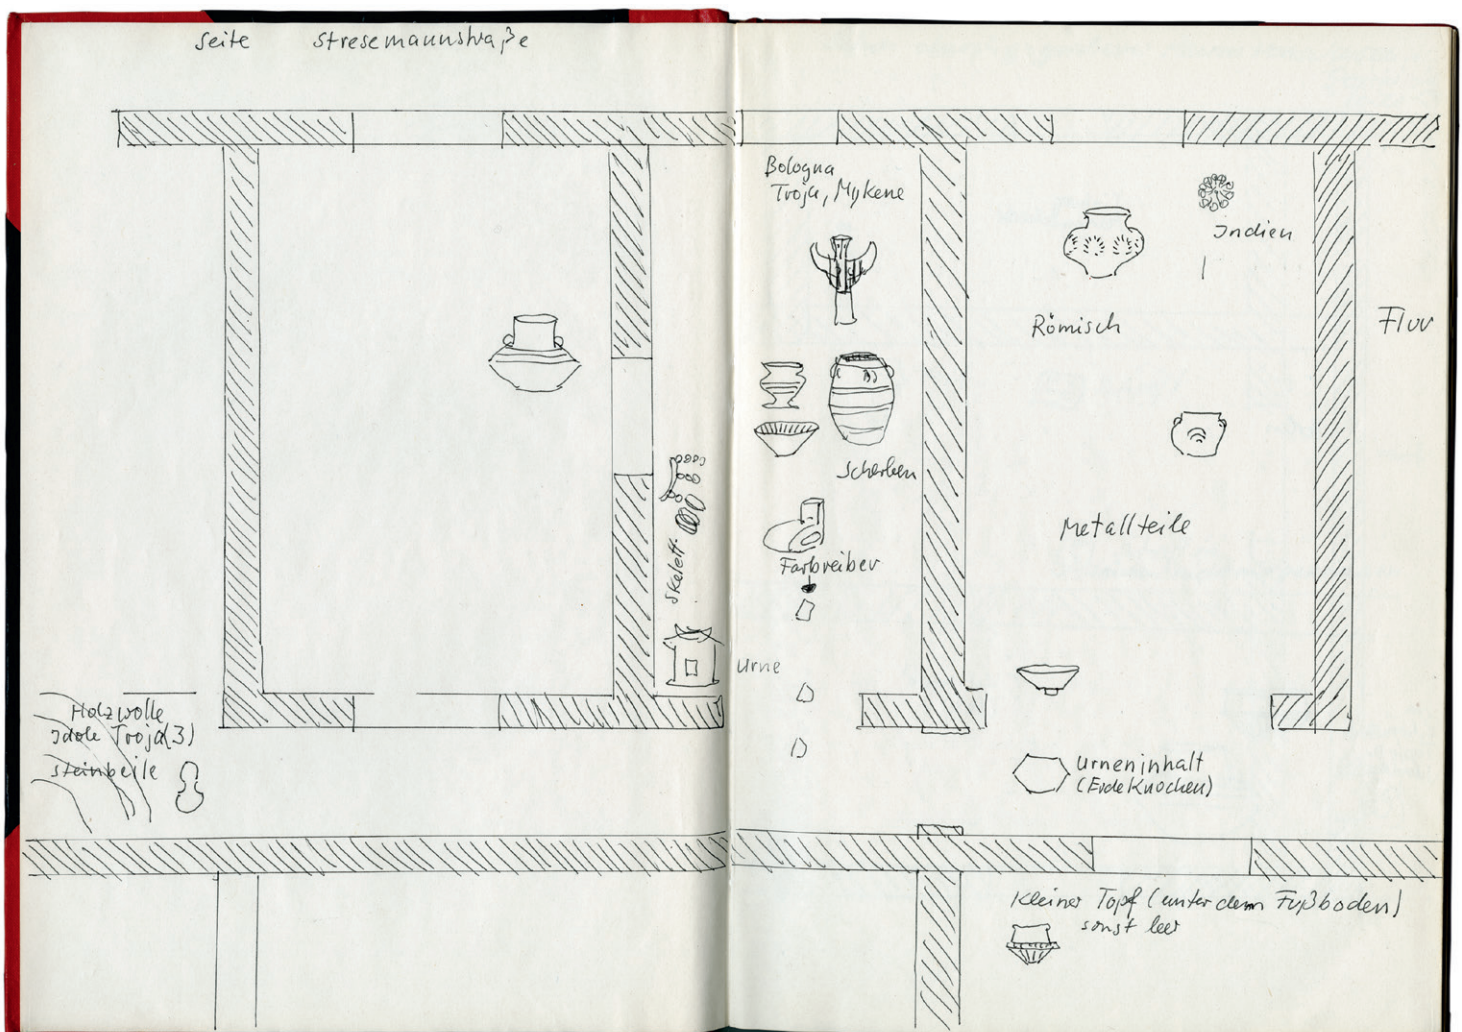 Seite Stresemannstraße
Bologna
Troja, Mykene
Indien
Römisch
Flur
Scherben
Metallteile
Skelett
Farbreiber
Urne
Holzwolle
Idole Troja(3)
Steinbeile
Urneninhalt
(Erde Knochen)
Kleiner Topf (unter dem Fußboden)
sonst leer